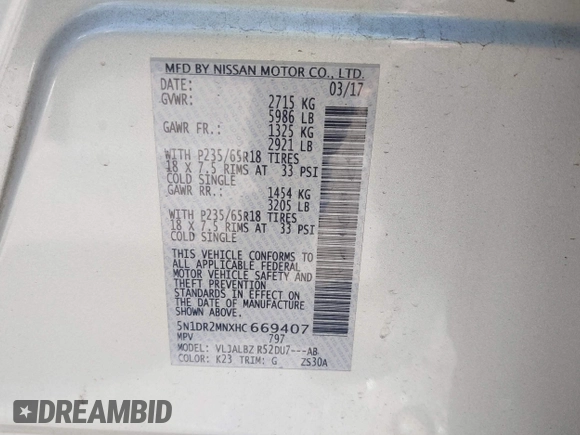 MFD BY NISSAN MOTOR CO., LTD.
DATE: 03/17
GVWR: 2715 KG
5986 LB
GAWR FR.: 1325 KG
2921 LB
WITH P235/65R18 TIRES
18 X 7.5 RIMS AT 33 PSI
COLD SINGLE
GAWR RR.: 1454 KG
3205 LB
WITH P235/65R18 TIRES
18 X 7.5 RIMS AT 33 PSI
COLD SINGLE
THIS VEHICLE CONFORMS TO
ALL APPLICABLE FEDERAL
MOTOR VEHICLE SAFETY AND
THEFT PREVENTION
STANDARDS IN EFFECT ON
THE DATE OF MANUFACTURE
SHOWN ABOVE.
5N1DR2MNXHC 669407
MPV 797
MODEL: VLJALBZ R52DU7---AB
COLOR: K23 TRIM: G ZS30A
DREAMBID